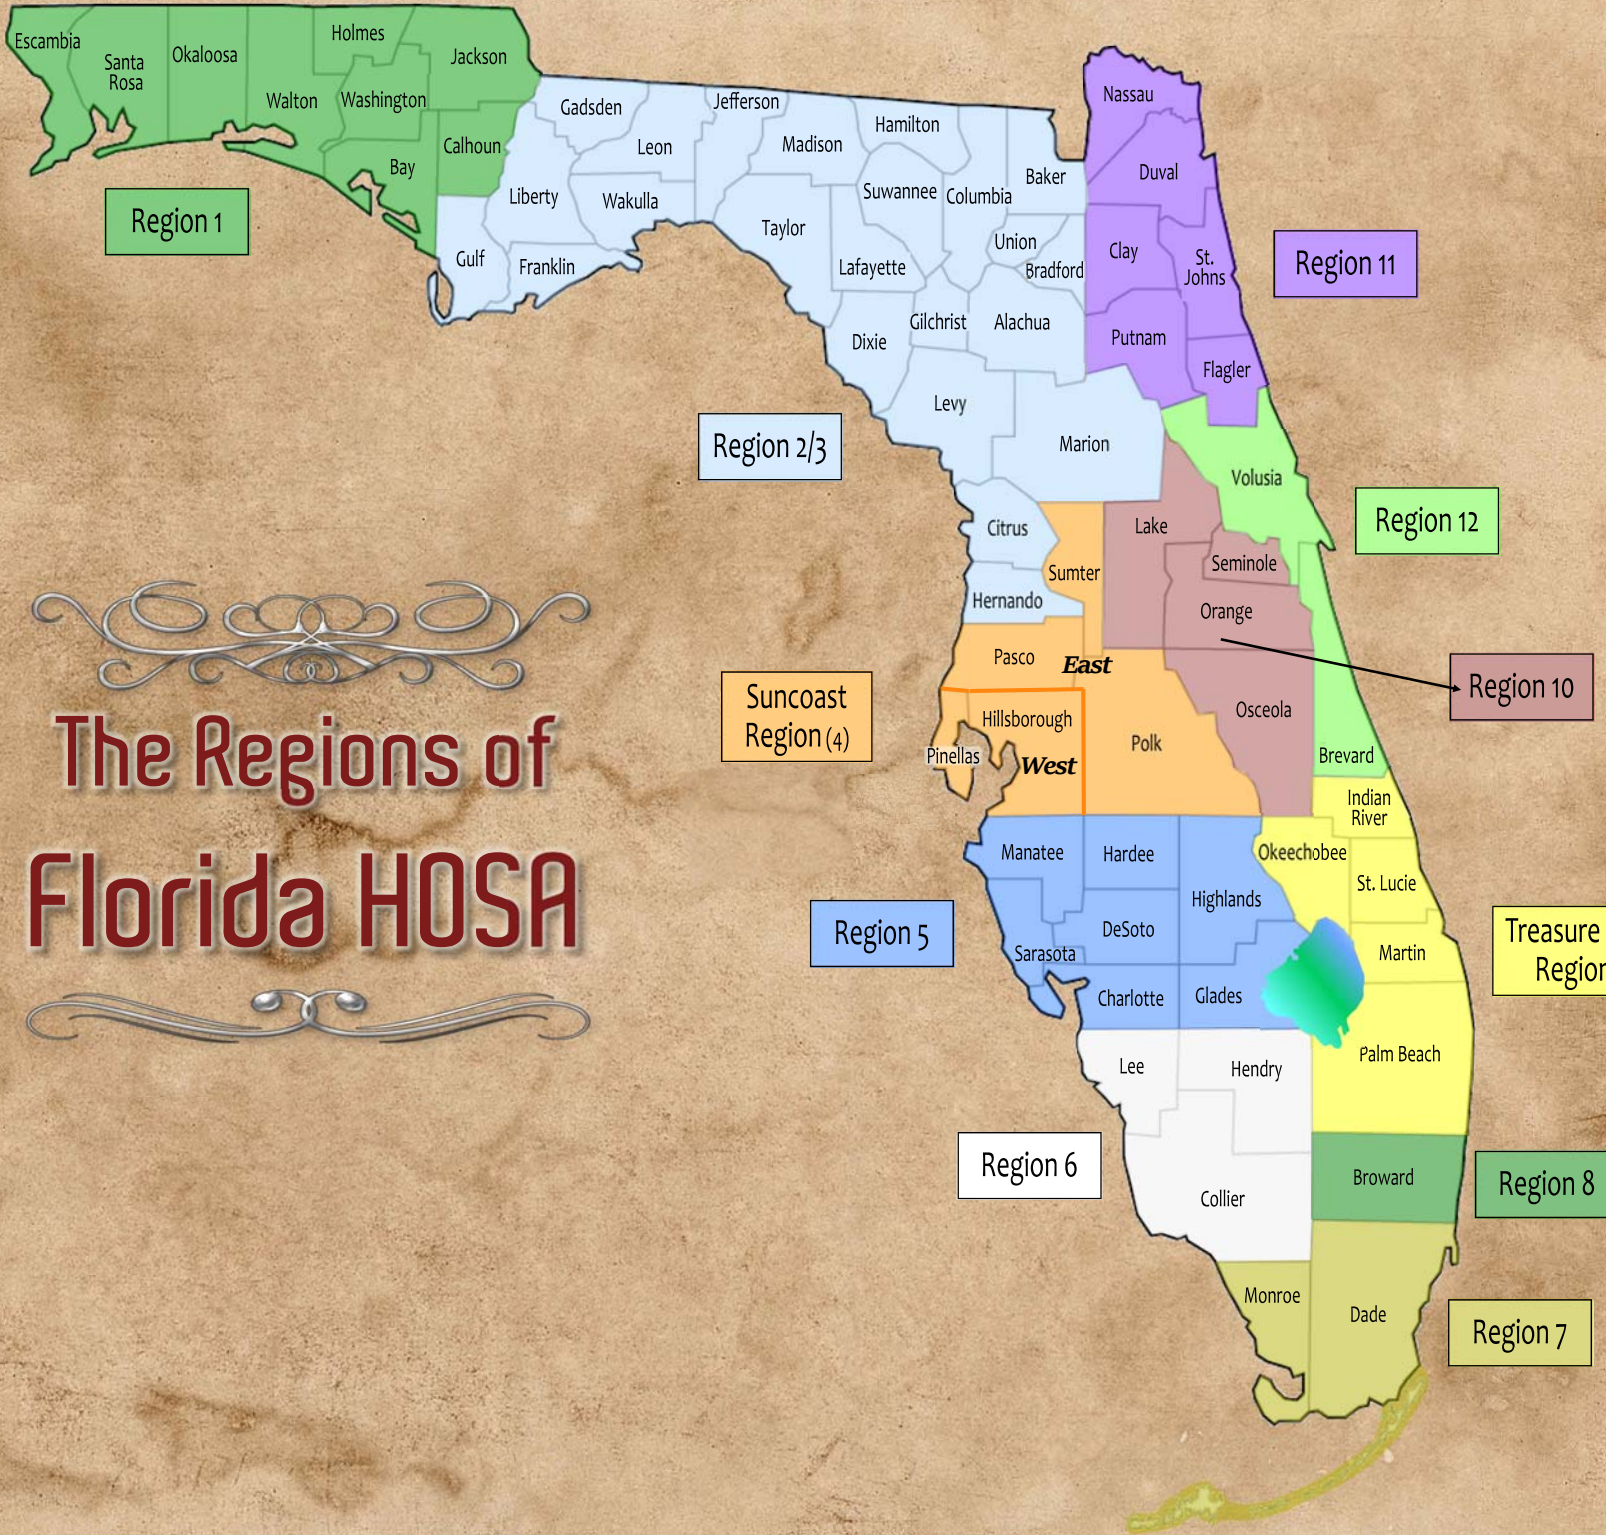 Escambia
Santa
Rosa
Okaloosa
Holmes
Walton
Washington
Jackson
Bay
Calhoun
Region 1
Gadsden
Leon
Jefferson
Madison
Hamilton
Liberty
Wakulla
Gulf
Franklin
Taylor
Suwannee
Columbia
Baker
Union
Bradford
Lafayette
Dixie
Gilchrist
Alachua
Levy
Marion
Citrus
Hernando
Region 2/3
Nassau
Duval
Clay
St.
Johns
Putnam
Flagler
Region 11
Volusia
Brevard
Region 12
Lake
Seminole
Orange
Osceola
Region 10
Sumter
Pasco
East
Hillsborough
Pinellas
West
Polk
Suncoast
Region (4)
The Regions of
Florida HOSA
Manatee
Hardee
Highlands
DeSoto
Sarasota
Charlotte
Glades
Region 5
Indian
River
Okeechobee
St. Lucie
Martin
Palm Beach
Treasure
Region
Lee
Hendry
Collier
Region 6
Broward
Region 8
Monroe
Dade
Region 7